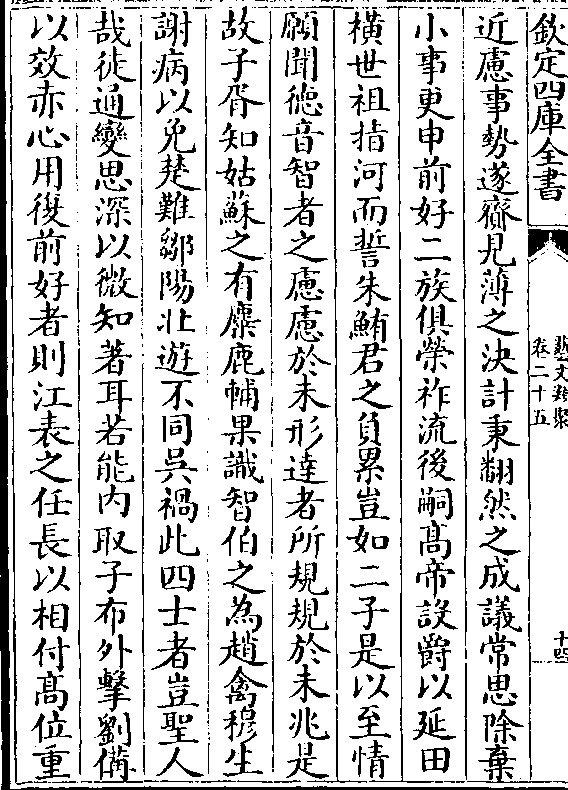 欽定四庫全書
藝文類聚
卷二十五
十四
近慮事勢遂齎見薄之決計秉翻然之成議常思除棄
小事更申前好二族俱榮祚流後嗣髙帝設爵以延田
横世祖指河而誓朱鮪君之負累豈如二子是以至情
願聞徳音智者之慮慮於未形達者所規規於未兆是
故子胥知姑蘇之有麋鹿輔果識智伯之為趙禽穆生
謝病以免楚難鄒陽北遊不同吳禍此四士者豈聖人
哉徒通變思深以微知著耳若能内取子布外擊劉備
以效赤心用復前好者則江表之任長以相付髙位重